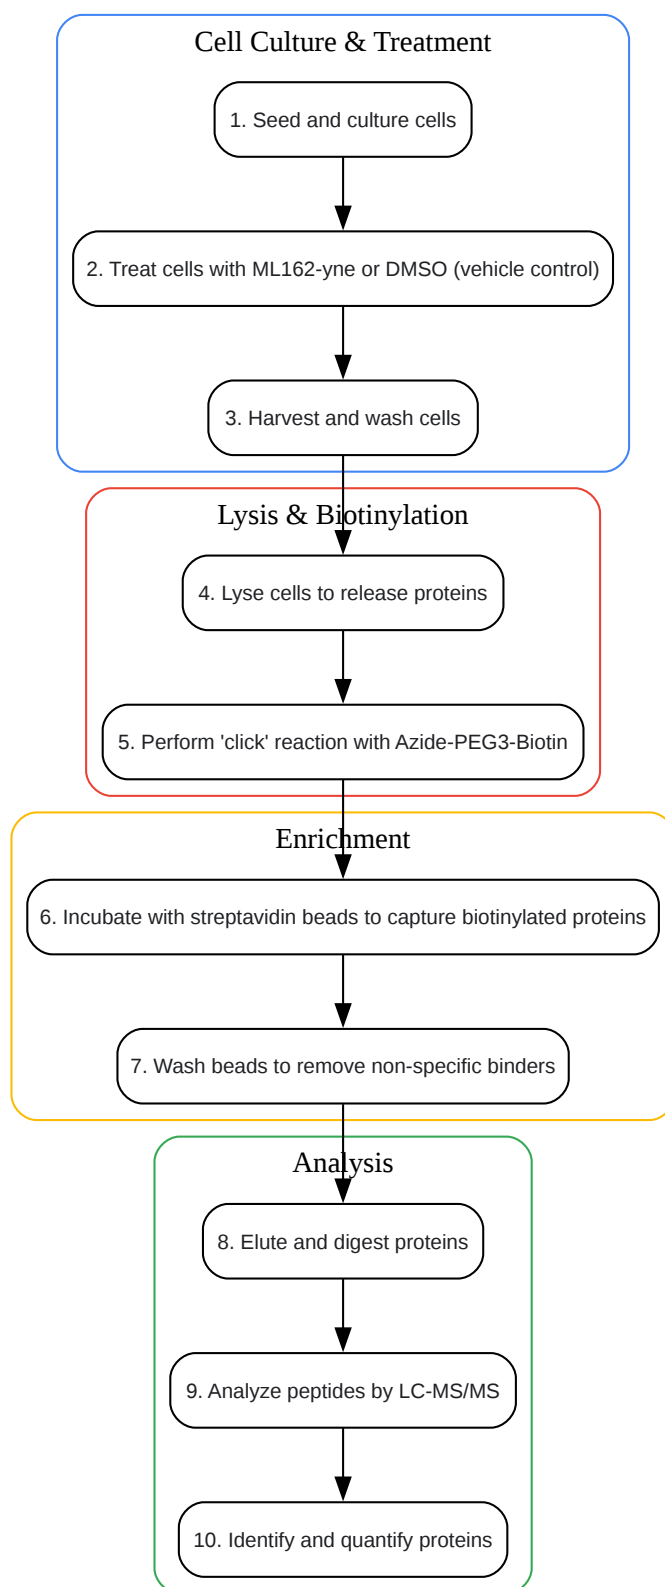 Cell Culture & Treatment
1. Seed and culture cells
2. Treat cells with ML162-yne or DMSO (vehicle control)
3. Harvest and wash cells
Lysis & Biotinylation
4. Lyse cells to release proteins
5. Perform 'click' reaction with Azide-PEG3-Biotin
Enrichment
6. Incubate with streptavidin beads to capture biotinylated proteins
7. Wash beads to remove non-specific binders
Analysis
8. Elute and digest proteins
9. Analyze peptides by LC-MS/MS
10. Identify and quantify proteins